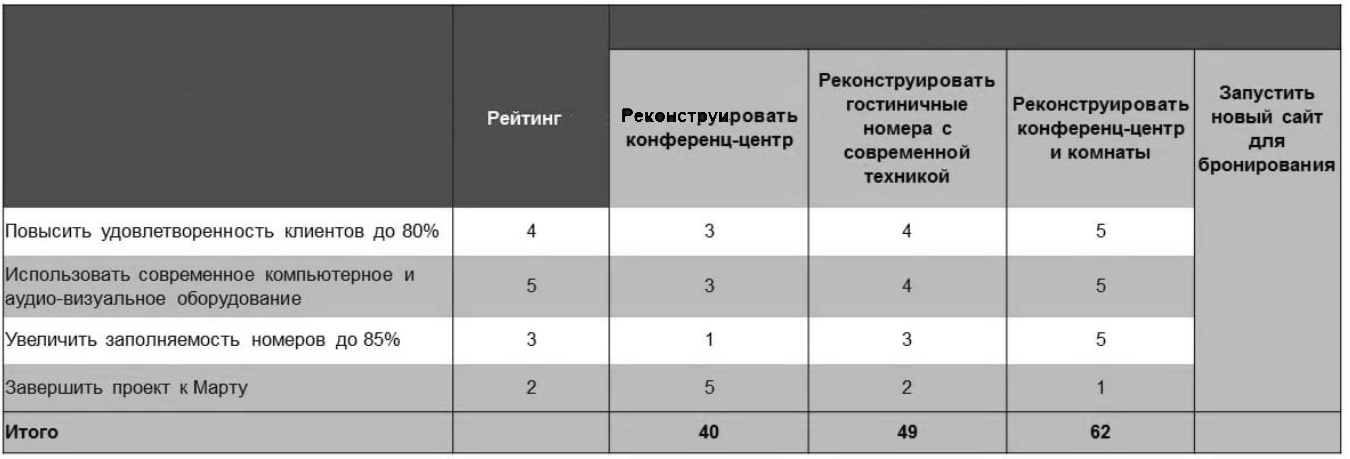 Рейтинг
Реконструировать
конференц-центр
Реконструировать
гостиничные
номера с
современной
техникой
Реконструировать
конференц-центр
и комнаты
Запустить
новый сайт
для
бронирования
Повысить удовлетворенность клиентов до 80%
4
3
4
5
Использовать современное компьютерное и
аудио-визуальное оборудование
5
3
4
5
Увеличить заполняемость номеров до 85%
3
1
3
5
Завершить проект к Марту
2
5
2
1
Итого
40
49
62